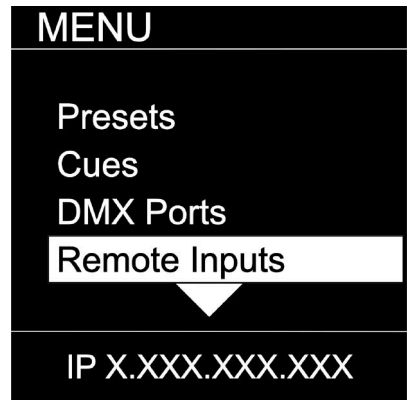 MENU
Presets
Cues
DMX Ports
Remote Inputs
IP X.XXX.XXX.XXX